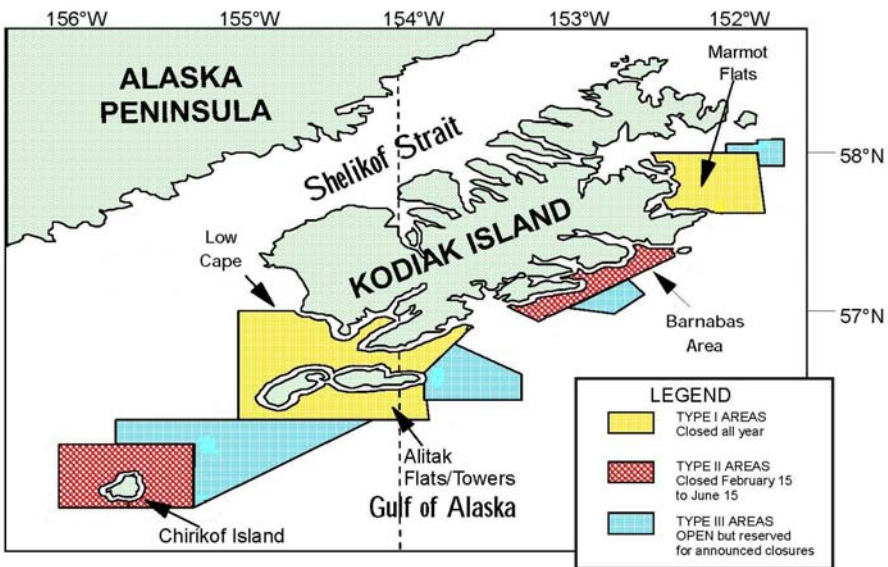 156°W 155°W 154°W 153°W 152°W
ALASKA
PENINSULA
Marmot
Flats
Shelikof Strait
58°N
KODIAK ISLAND
Low
Cape
57°N
Barnabas
Area
Alitak
Flats/Towers
Gulf of Alaska
Chirikof Island
LEGEND
TYPE I AREAS
Closed all year
TYPE II AREAS
Closed February 15
to June 15
TYPE III AREAS
OPEN but reserved
for announced closures